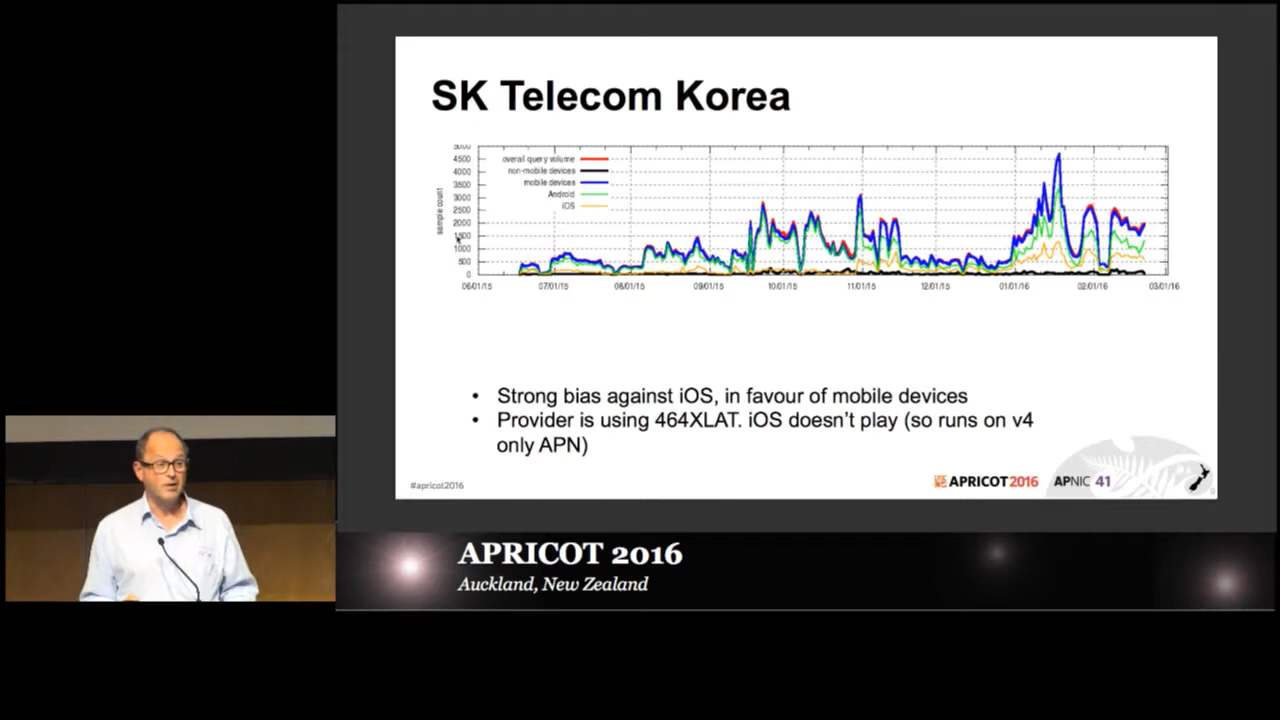 SK Telecom Korea
5000
4500
4000
3500
3000
2500
2000
1500
1000
500
0
sample count
overall query volume
non-mobile devices
mobile devices
Android
iOS
06/01/15 07/01/15 08/01/15 09/01/15 10/01/15 11/01/15 12/01/15 01/01/16 02/01/16 03/01/16
• Strong bias against iOS, in favour of mobile devices
• Provider is using 464XLAT. iOS doesn't play (so runs on v4
only APN)
#apricot2016
APRICOT2016 APNIC 41
APRICOT 2016
Auckland, New Zealand